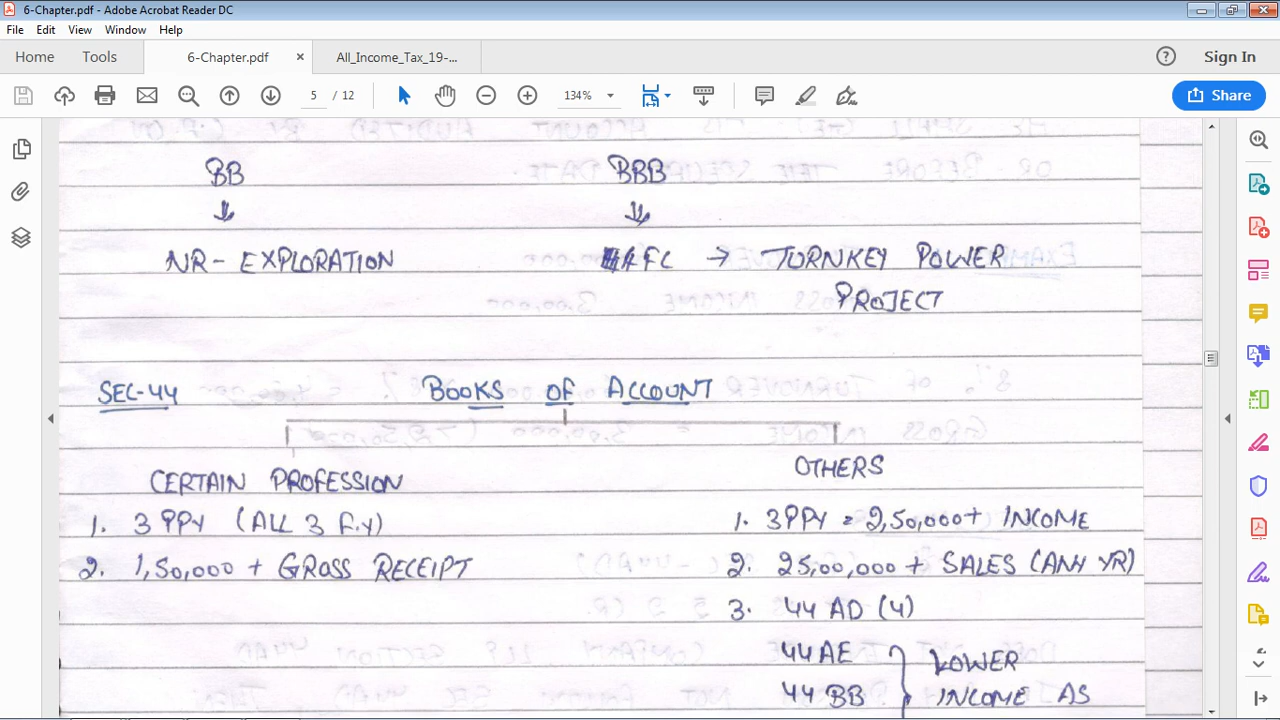 6-Chapter.pdf - Adobe Acrobat Reader DC
File Edit View Window Help
Home Tools 6-Chapter.pdf × All_Income_Tax_19-... Sign In
5 / 12 134% Share
BB BBB
NR- EXPLORATION FC → TURNKEY POWER
PROJECT
SEC-44 BOOKS OF ACCOUNT
CERTAIN PROFESSION OTHERS
1. 3 PPY (ALL 3 F.Y) 1. 3PPY = 2,50,000+ INCOME
2. 1,50,000 + GROSS RECEIPT 2. 25,00,000 + SALES (ANY YR)
3. 44 AD (4)
44 AE LOWER
44 BB INCOME AS